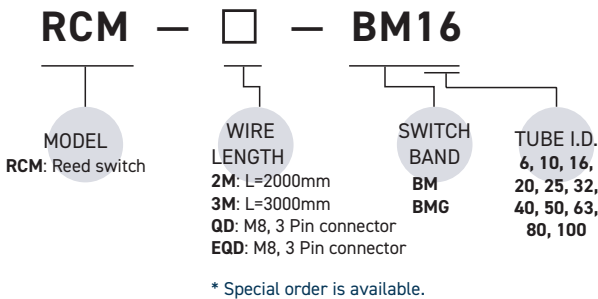 RCM — □ — BM16
MODEL
RCM: Reed switch
WIRE
LENGTH
2M: L=2000mm
3M: L=3000mm
QD: M8, 3 Pin connector
EQD: M8, 3 Pin connector
* Special order is available.
SWITCH
BAND
BM
BMG
TUBE I.D.
6, 10, 16,
20, 25, 32,
40, 50, 63,
80, 100